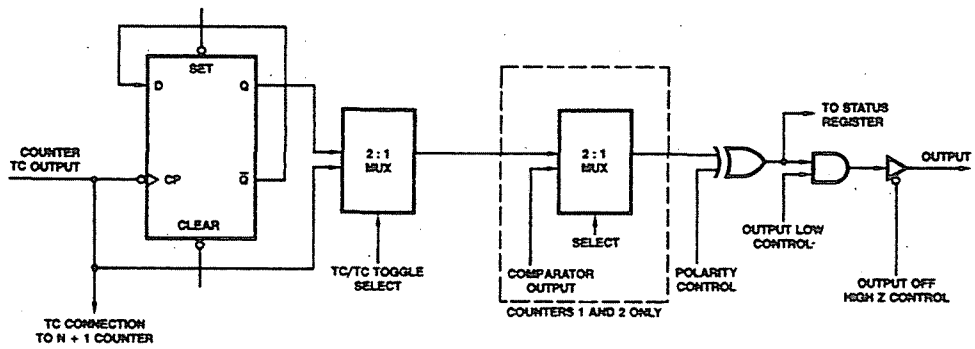 SET
D
Q
COUNTER
TC OUTPUT
CP
Q
CLEAR
2 : 1
MUX
TC/TC TOGGLE
SELECT
TC CONNECTION
TO N + 1 COUNTER
2 : 1
MUX
SELECT
COMPARATOR
OUTPUT
COUNTERS 1 AND 2 ONLY
POLARITY
CONTROL
TO STATUS
REGISTER
OUTPUT LOW
CONTROL
OUTPUT
OUTPUT OFF
HIGH Z CONTROL